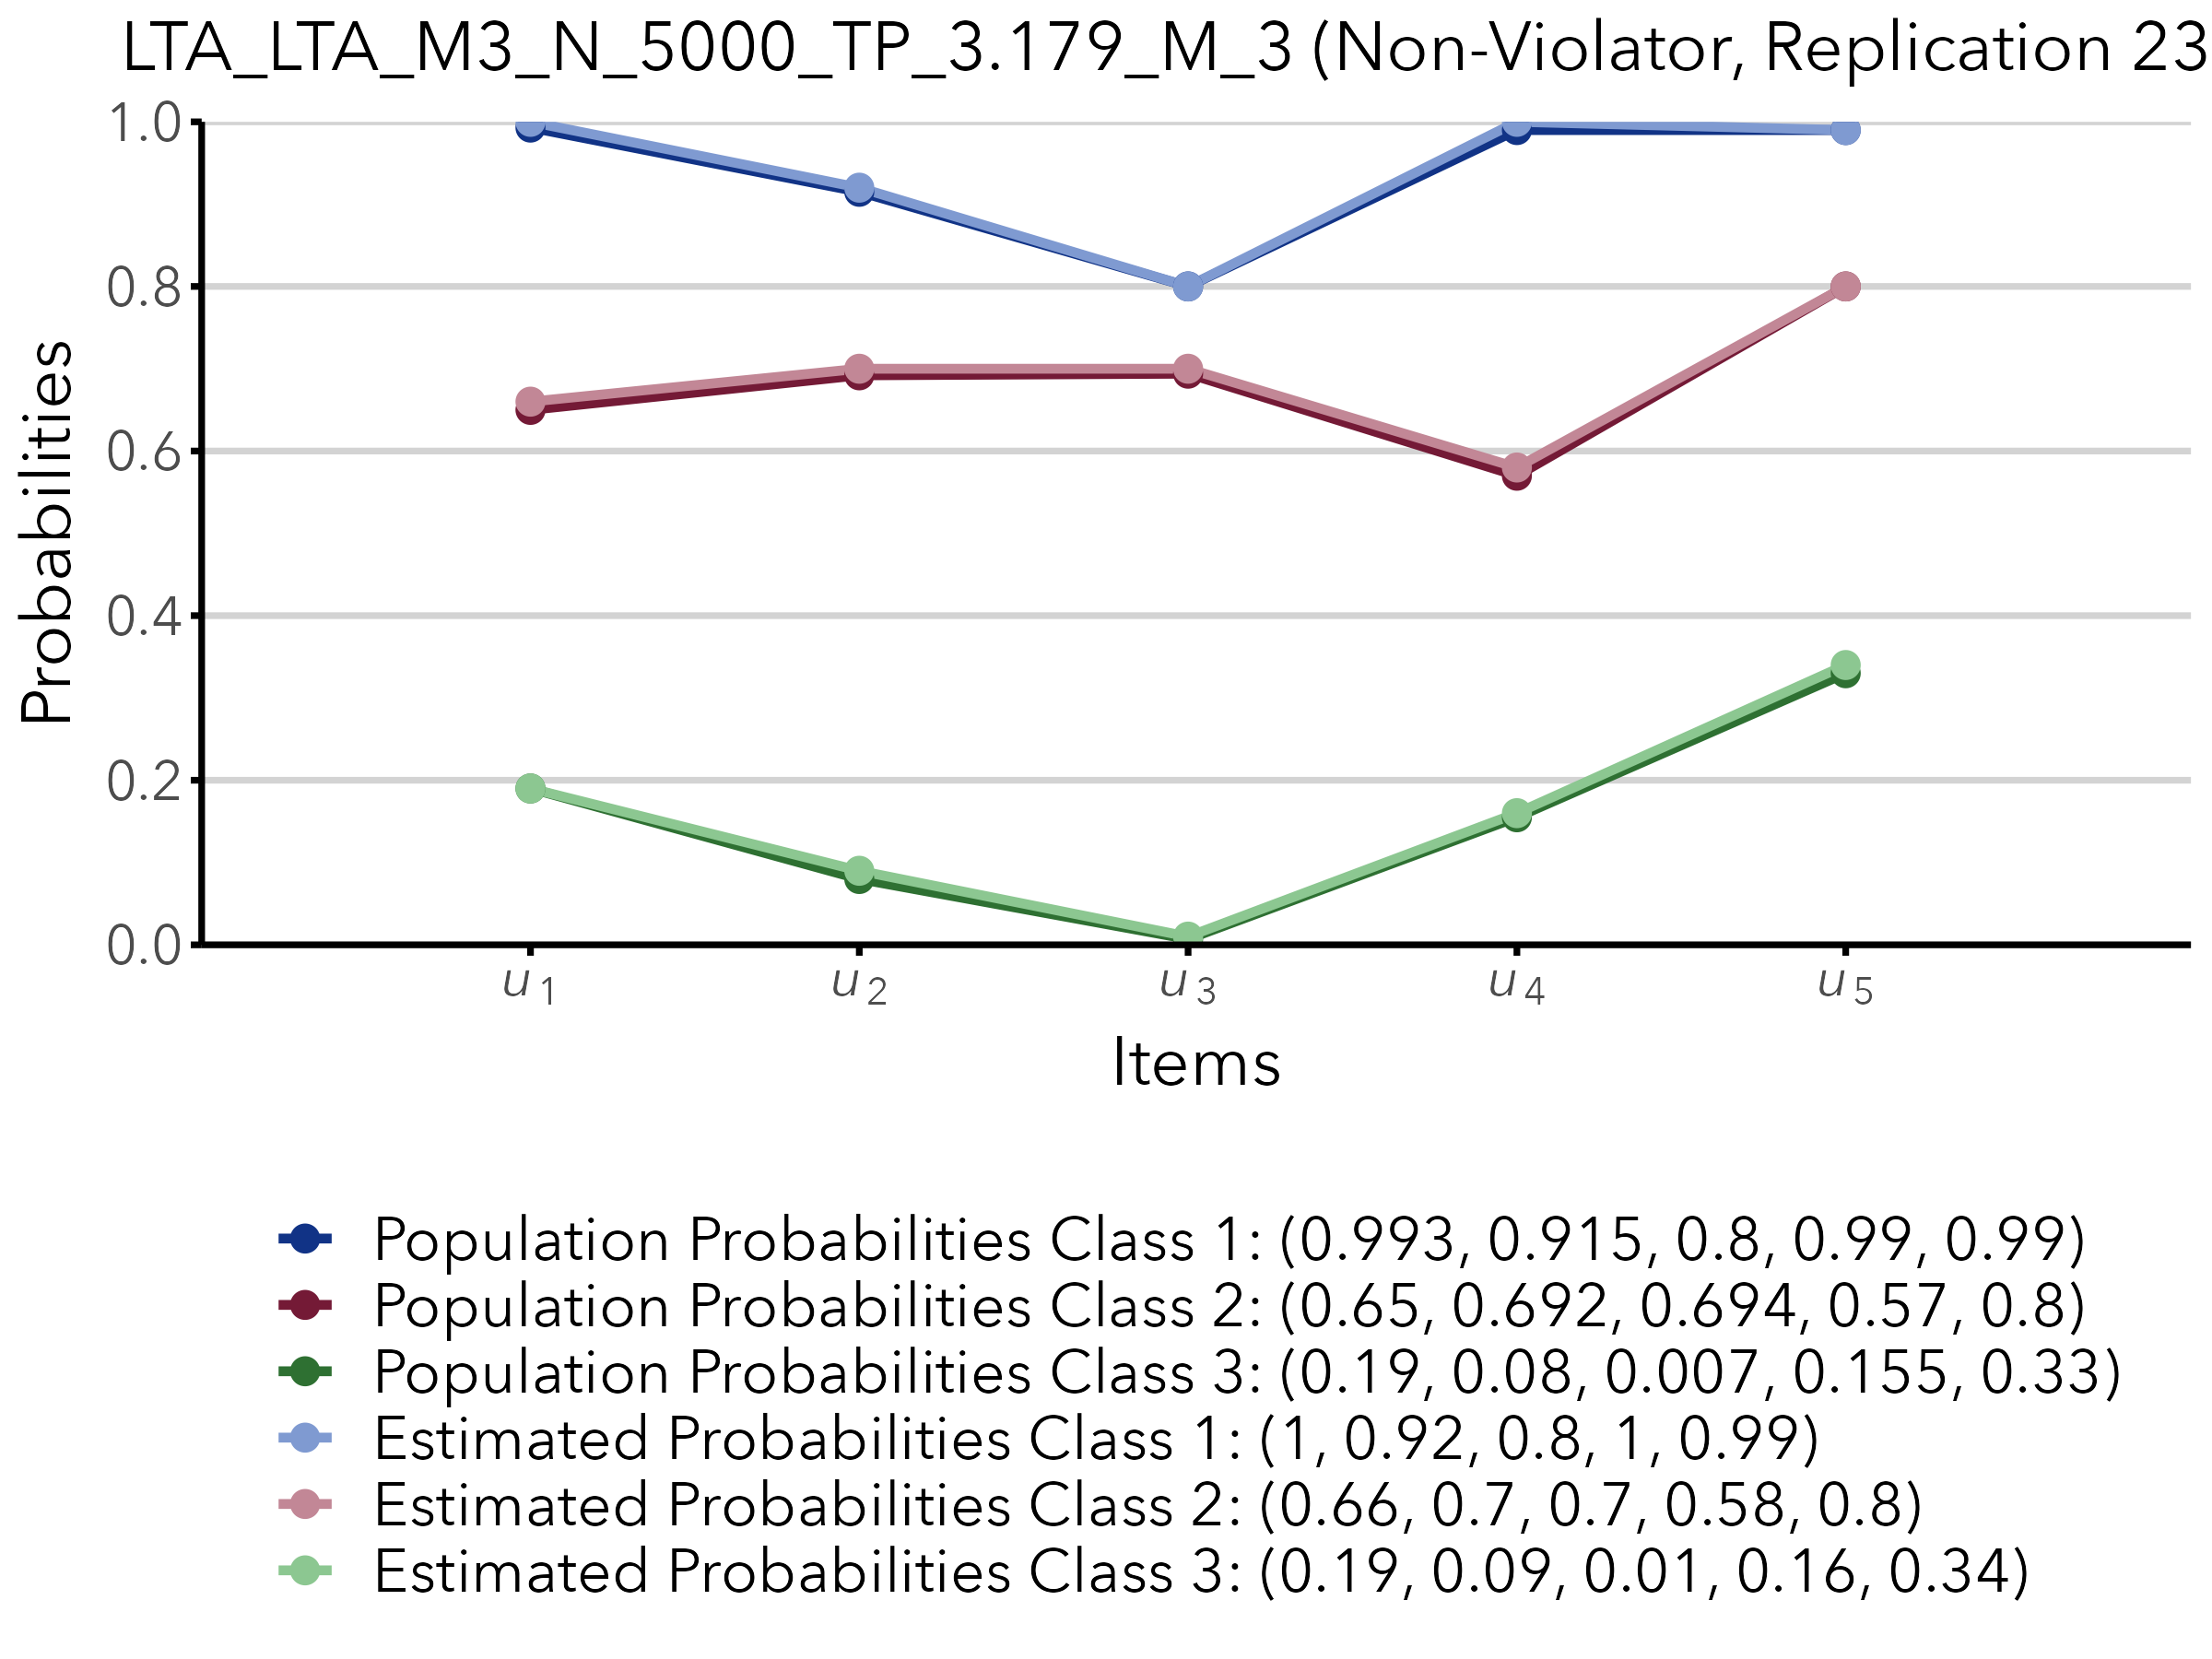 LTA_LTA_M3_N_5000_TP_3.179_M_3 (Non-Violator, Replication 23
1.0
0.8
0.6
0.4
0.2
0.0
Probabilities
u1 u2 u3 u4 u5
Items
Population Probabilities Class 1: (0.993, 0.915, 0.8, 0.99, 0.99)
Population Probabilities Class 2: (0.65, 0.692, 0.694, 0.57, 0.8)
Population Probabilities Class 3: (0.19, 0.08, 0.007, 0.155, 0.33)
Estimated Probabilities Class 1: (1, 0.92, 0.8, 1, 0.99)
Estimated Probabilities Class 2: (0.66, 0.7, 0.7, 0.58, 0.8)
Estimated Probabilities Class 3: (0.19, 0.09, 0.01, 0.16, 0.34)